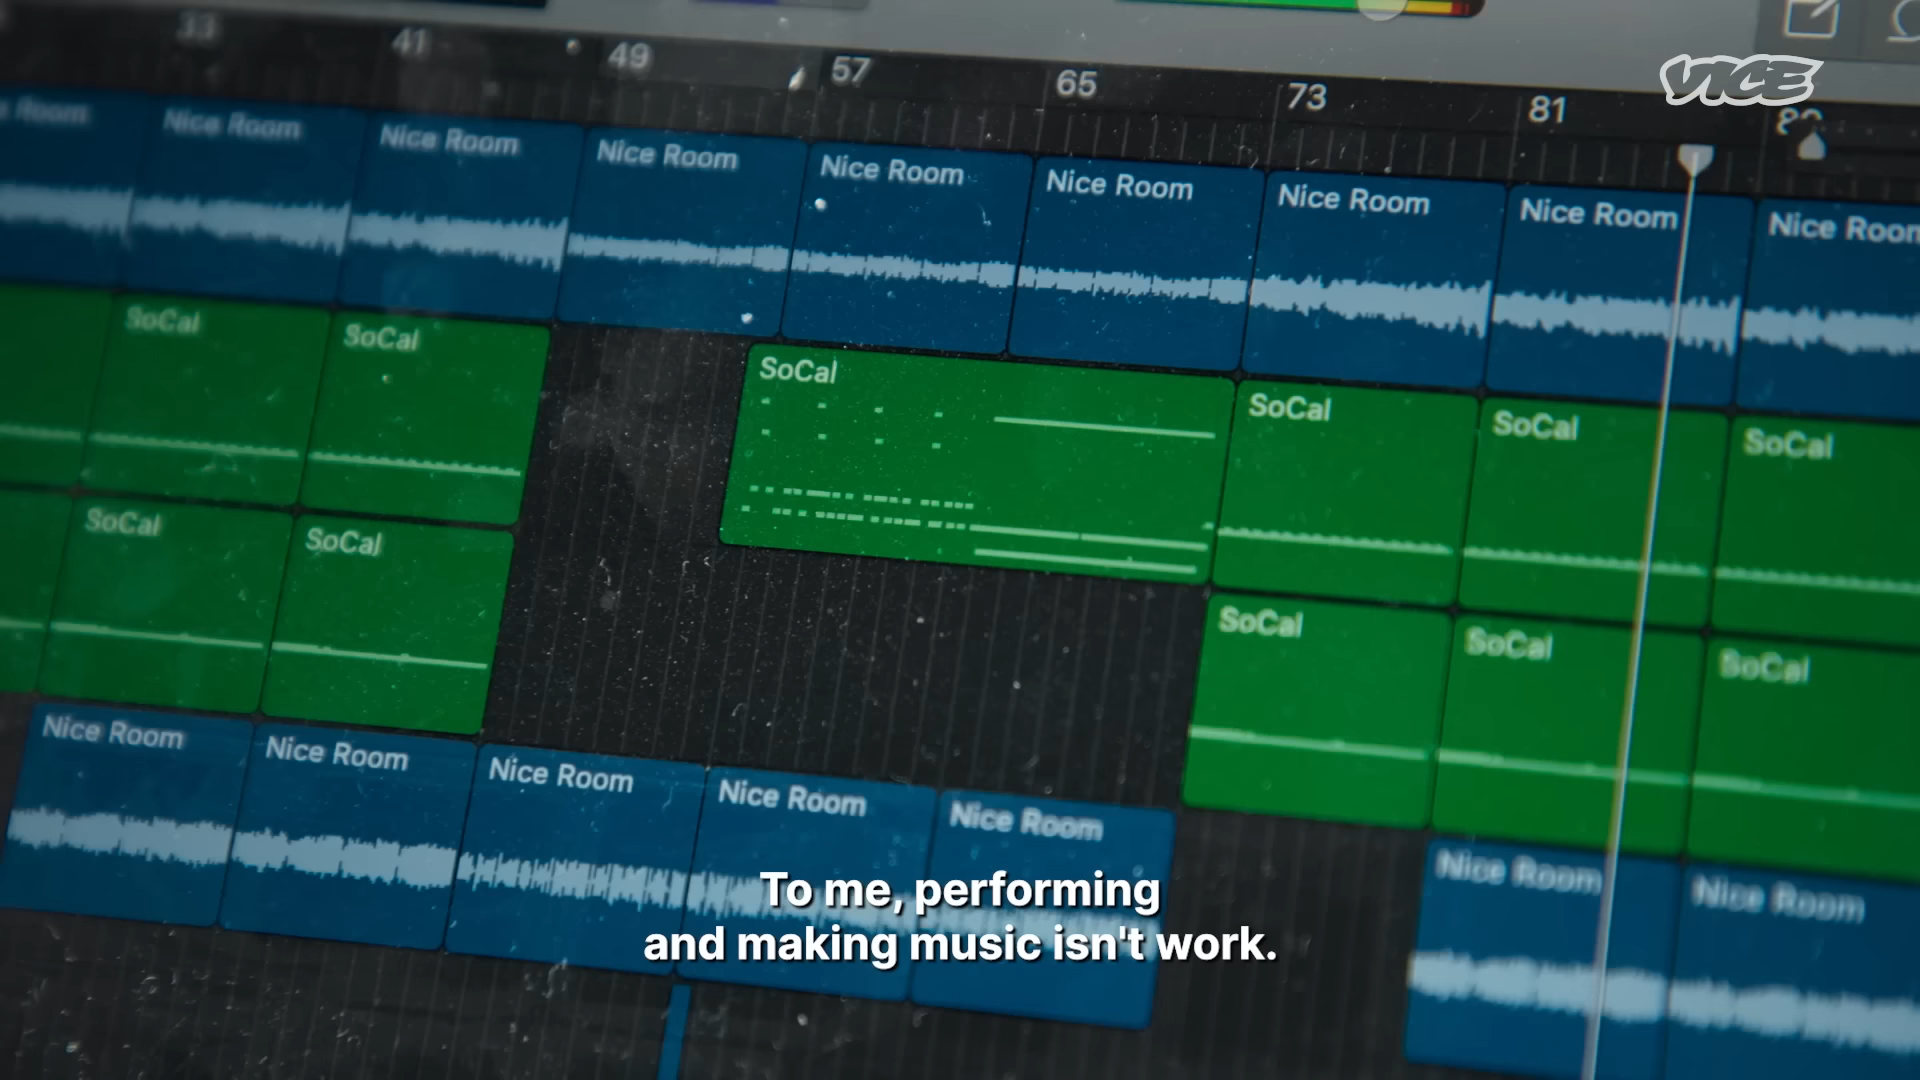 33 41 49 57 65 73 81
VICE
Room Nice Room Nice Room Nice Room Nice Room Nice Room Nice Room Nice Room Nice Room
SoCal SoCal SoCal SoCal SoCal SoCal
SoCal SoCal SoCal SoCal SoCal
Nice Room Nice Room Nice Room Nice Room Nice Room Nice Room Nice Room
To me, performing
and making music isn't work.